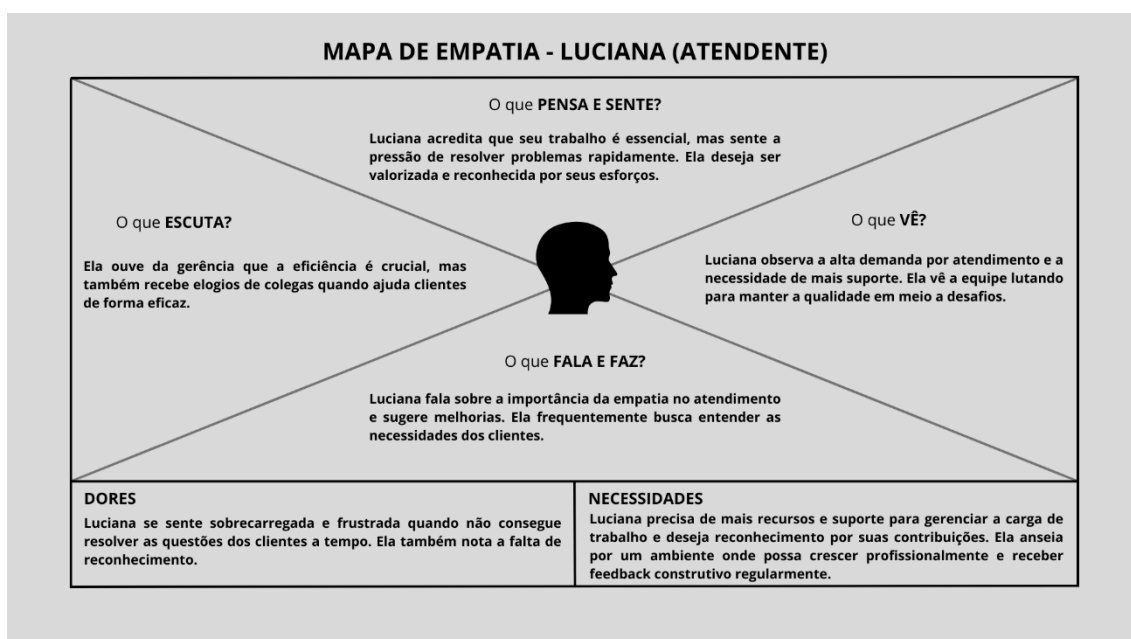 MAPA DE EMPATIA - LUCIANA (ATENDENTE)
O que PENSA E SENTE?
Luciana acredita que seu trabalho é essencial, mas sente a
pressão de resolver problemas rapidamente. Ela deseja ser
valorizada e reconhecida por seus esforços.
O que ESCUTA?
Ela ouve da gerência que a eficiência é crucial, mas
também recebe elogios de colegas quando ajuda clientes
de forma eficaz.
O que VÊ?
Luciana observa a alta demanda por atendimento e a
necessidade de mais suporte. Ela vê a equipe lutando
para manter a qualidade em meio a desafios.
O que FALA E FAZ?
Luciana fala sobre a importância da empatia no atendimento
e sugere melhorias. Ela frequentemente busca entender as
necessidades dos clientes.
DORES
Luciana se sente sobrecarregada e frustrada quando não consegue
resolver as questões dos clientes a tempo. Ela também nota a falta de
reconhecimento.
NECESSIDADES
Luciana precisa de mais recursos e suporte para gerenciar a carga de
trabalho e deseja reconhecimento por suas contribuições. Ela anseia
por um ambiente onde possa crescer profissionalmente e receber
feedback construtivo regularmente.